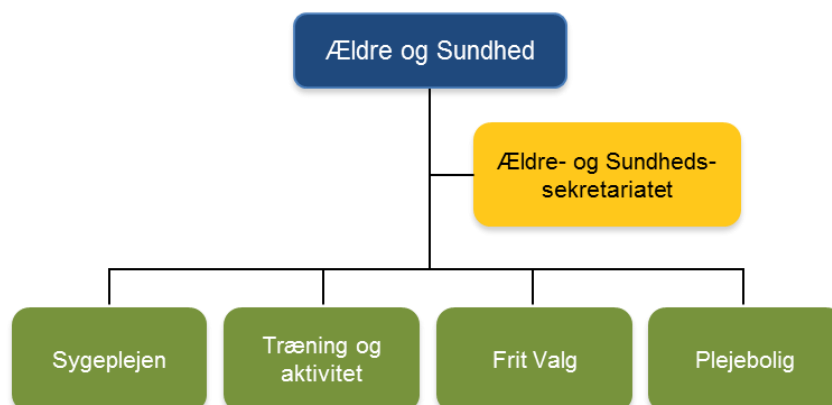 Ældre og Sundhed
Ældre- og Sundheds-
sekretariatet
Sygeplejen
Træning og
aktivitet
Frit Valg
Plejebolig